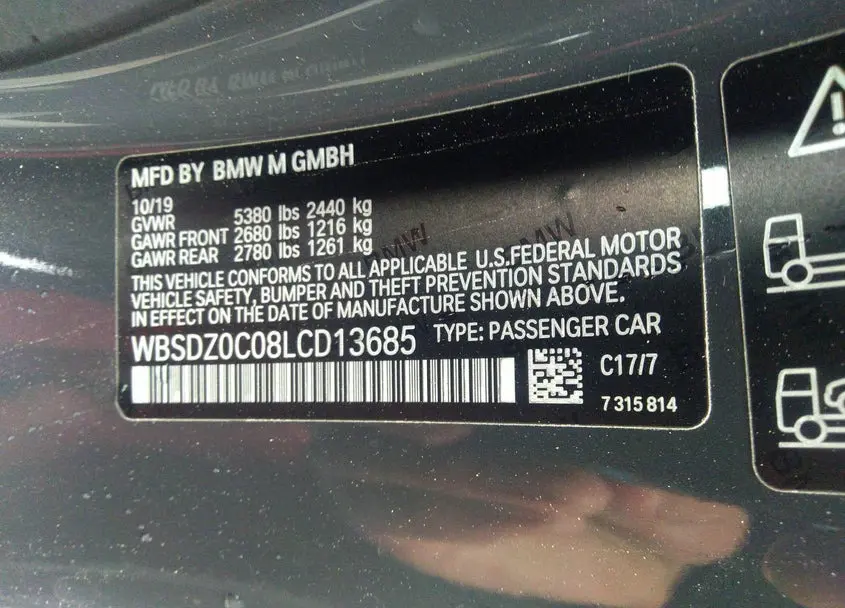 MFD BY BMW M GMBH
10/19
GVWR 5380 lbs 2440 kg
GAWR FRONT 2680 lbs 1216 kg
GAWR REAR 2780 lbs 1261 kg
THIS VEHICLE CONFORMS TO ALL APPLICABLE U.S.FEDERAL MOTOR
VEHICLE SAFETY, BUMPER AND THEFT PREVENTION STANDARDS
IN EFFECT ON THE DATE OF MANUFACTURE SHOWN ABOVE.
WBSDZ0C08LCD13685 TYPE: PASSENGER CAR
C17/7
7 315 814